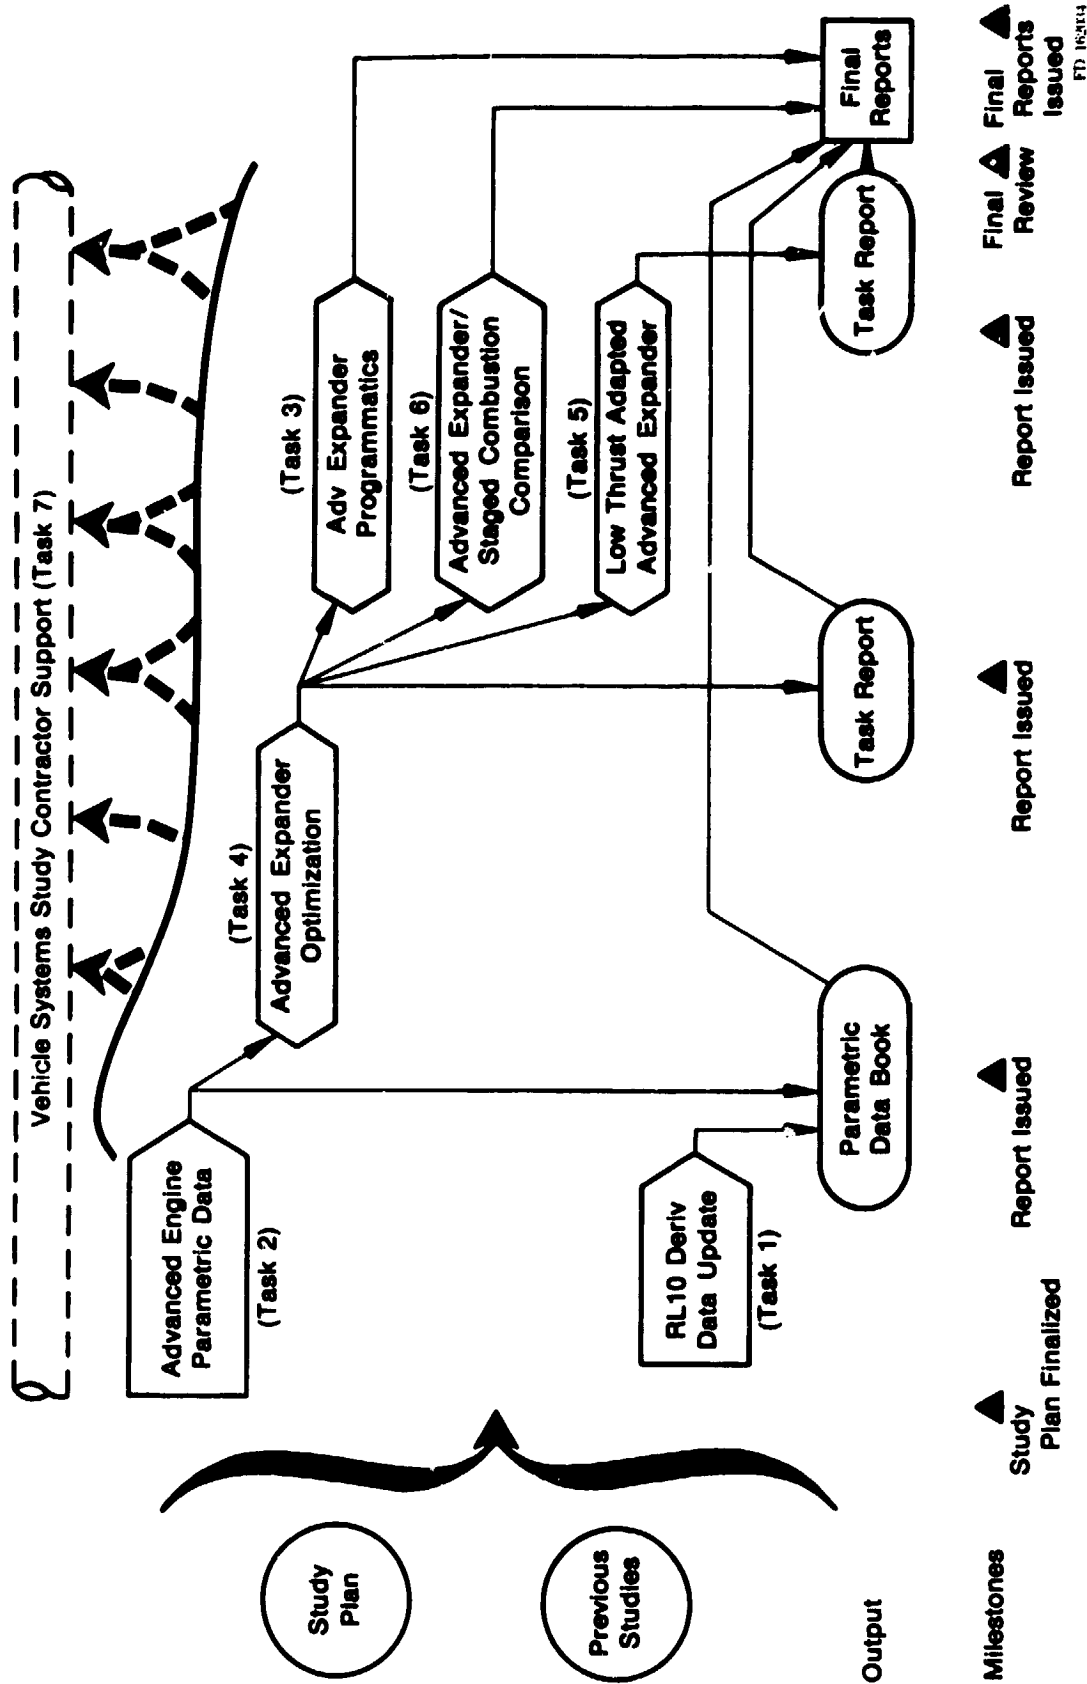 Vehicle Systems Study Contractor Support (Task 7)
Study
Plan
Previous
Studies
Advanced Engine
Parametric Data
(Task 2)
RL10 Deriv
Data Update
(Task 1)
(Task 4)
Advanced Expander
Optimization
(Task 3)
Adv Expander
Programmatics
(Task 6)
Advanced Expander/
Staged Combustion
Comparison
(Task 5)
Low Thrust Adapted
Advanced Expander
Output
Parametric
Data Book
Task Report
Task Report
Final
Reports
Milestones
Study
Plan Finalized
Report Issued
Report Issued
Report Issued
Final
Review
Final
Reports
Issued